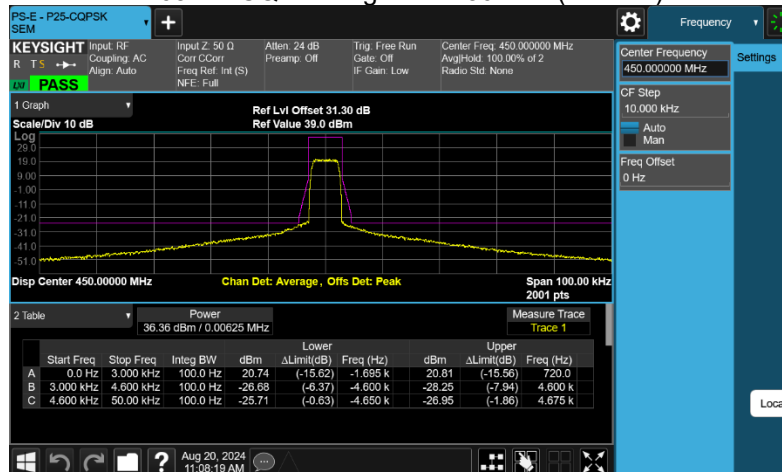 PS-E - P25-CQPSK
SEM
Frequency
KEYSIGHT
R T S
LXI
PASS
Input: RF
Coupling: AC
Align: Auto
Input Z: 50 Ω
Corr CCorr
Freq Ref: Int (S)
NFE: Full
Atten: 24 dB
Preamp: Off
Trig: Free Run
Gate: Off
IF Gain: Low
Center Freq: 450.000000 MHz
Avg|Hold: 100.00% of 2
Radio Std: None
Center Frequency
450.000000 MHz
Settings
CF Step
10.000 kHz
Auto
Man
Freq Offset
0 Hz
1 Graph
Scale/Div 10 dB
Ref Lvl Offset 31.30 dB
Ref Value 39.0 dBm
Log
29.0
19.0
9.00
-1.00
-11.0
-21.0
-31.0
-41.0
-51.0
Disp Center 450.00000 MHz
Chan Det: Average, Offs Det: Peak
Span 100.00 kHz
2001 pts
2 Table
Power
36.36 dBm / 0.00625 MHz
Measure Trace
Trace 1
Lower Upper
Start Freq Stop Freq Integ BW dBm ΔLimit(dB) Freq (Hz) dBm ΔLimit(dB) Freq (Hz)
A 0.0 Hz 3.000 kHz 100.0 Hz 20.74 (-15.62) -1.695 k 20.81 (-15.56) 720.0
B 3.000 kHz 4.600 kHz 100.0 Hz -26.68 (-6.37) -4.600 k -28.25 (-7.94) 4.600 k
C 4.600 kHz 50.00 kHz 100.0 Hz -25.71 (-0.63) -4.650 k -26.95 (-1.86) 4.675 k
Loca
?
Aug 20, 2024
11:08:19 AM